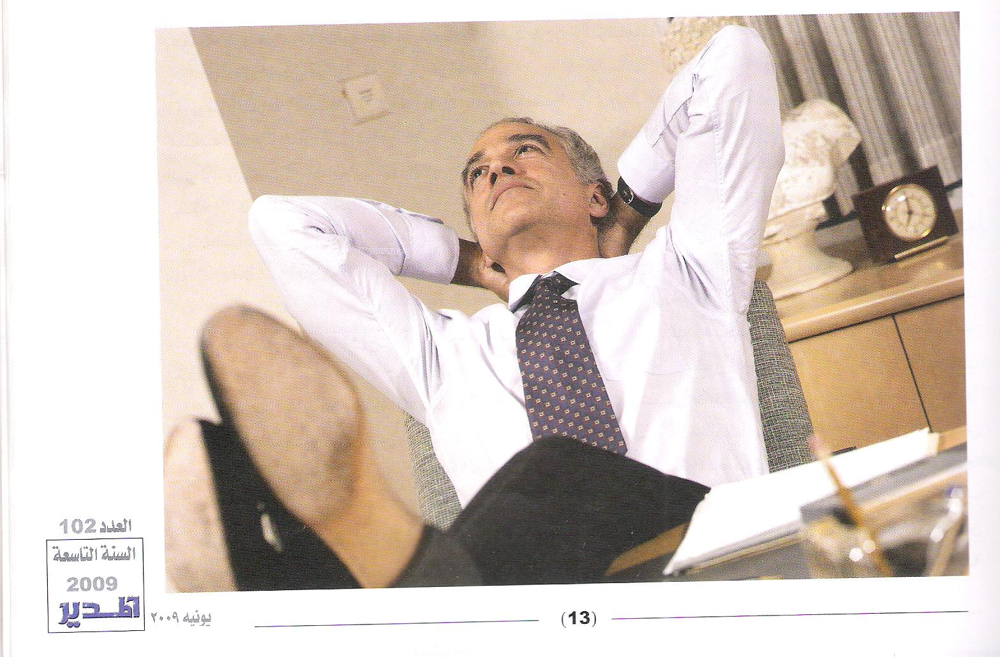 العدد 102
السنة التاسعة
2009
المدير
يونيه ٢٠٠٩
(13)